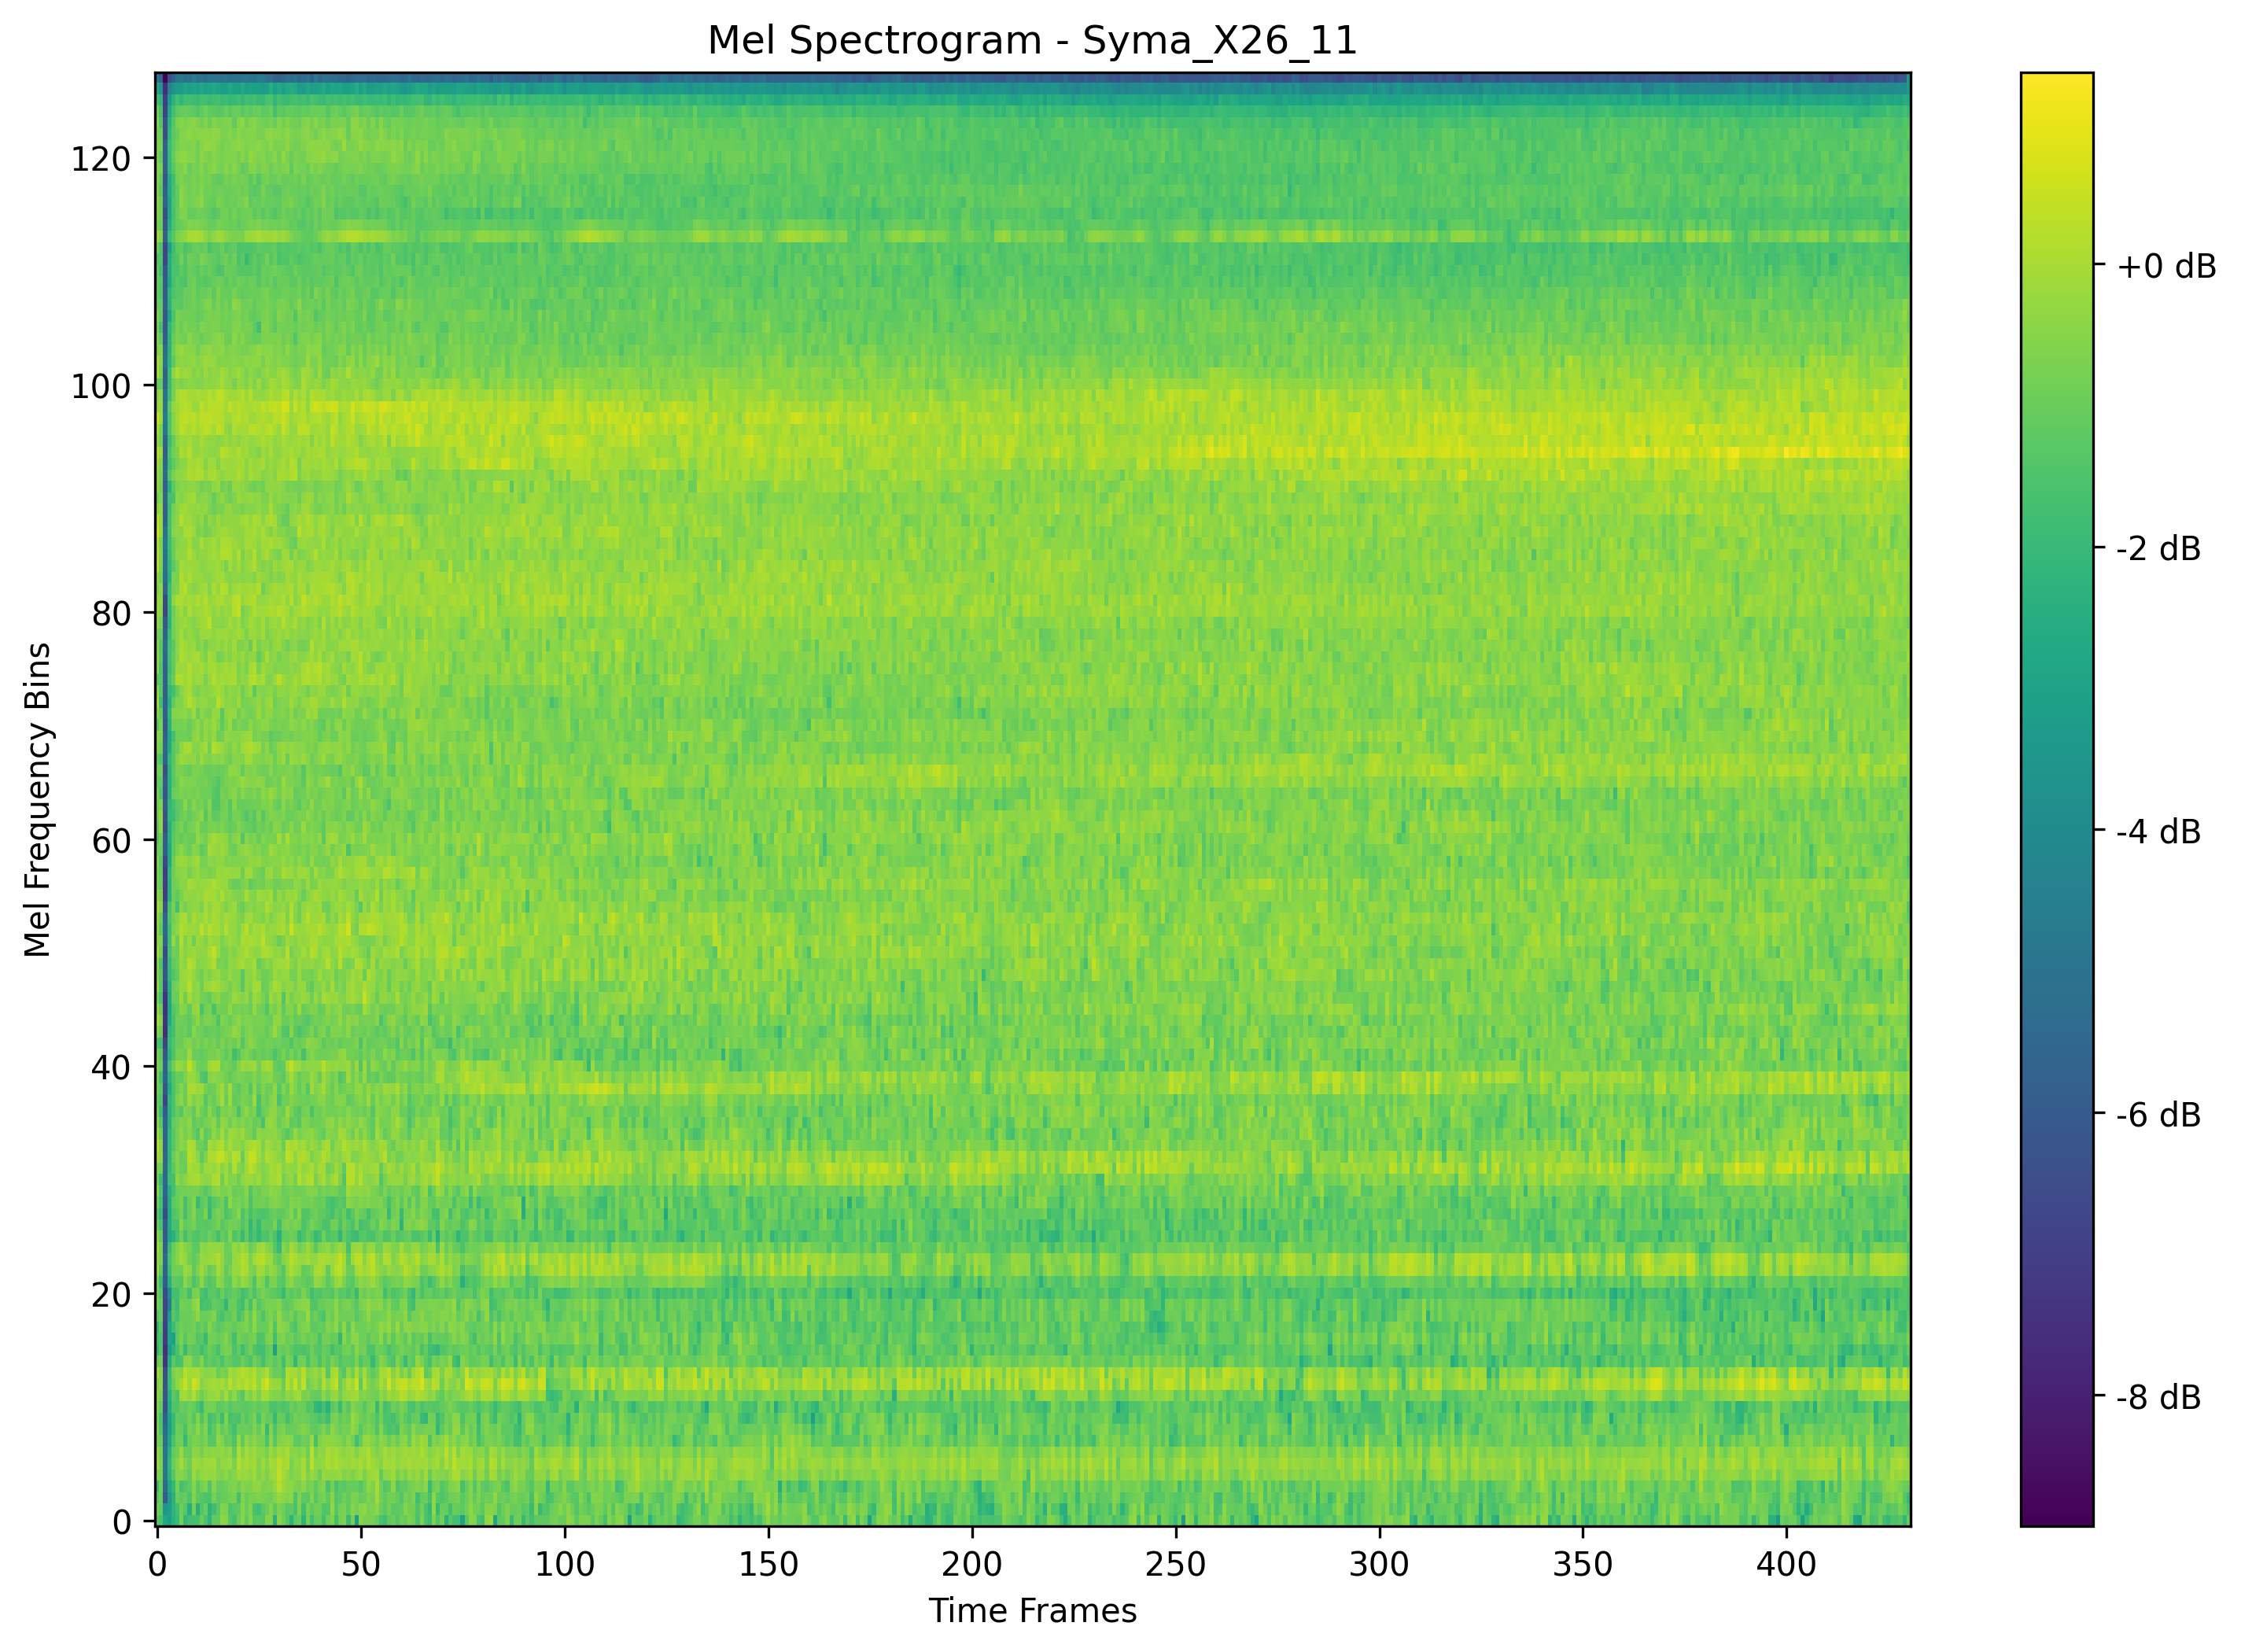 Mel Spectrogram - Syma_X26_11
Mel Frequency Bins
120
100
80
60
40
20
0
0 50 100 150 200 250 300 350 400
Time Frames
+0 dB
-2 dB
-4 dB
-6 dB
-8 dB